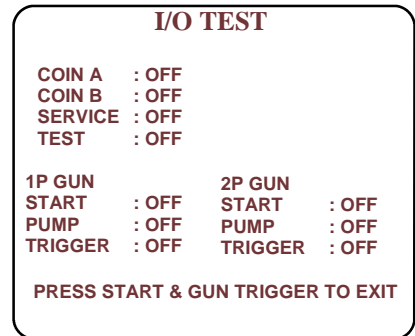 I/O TEST
COIN A : OFF
COIN B : OFF
SERVICE : OFF
TEST : OFF
1P GUN 2P GUN
START : OFF START : OFF
PUMP : OFF PUMP : OFF
TRIGGER : OFF TRIGGER : OFF
PRESS START & GUN TRIGGER TO EXIT